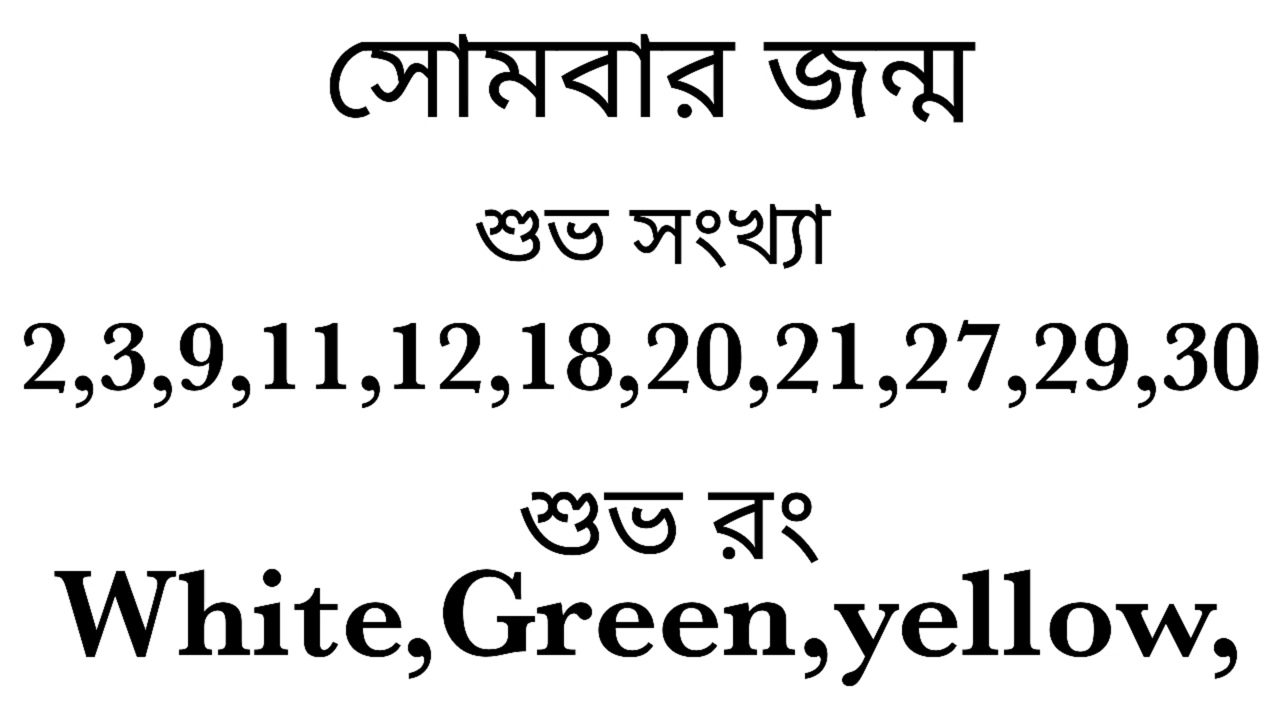 সোমবার জন্ম
শুভ সংখ্যা
2,3,9,11,12,18,20,21,27,29,30
শুভ রং
White,Green,yellow,